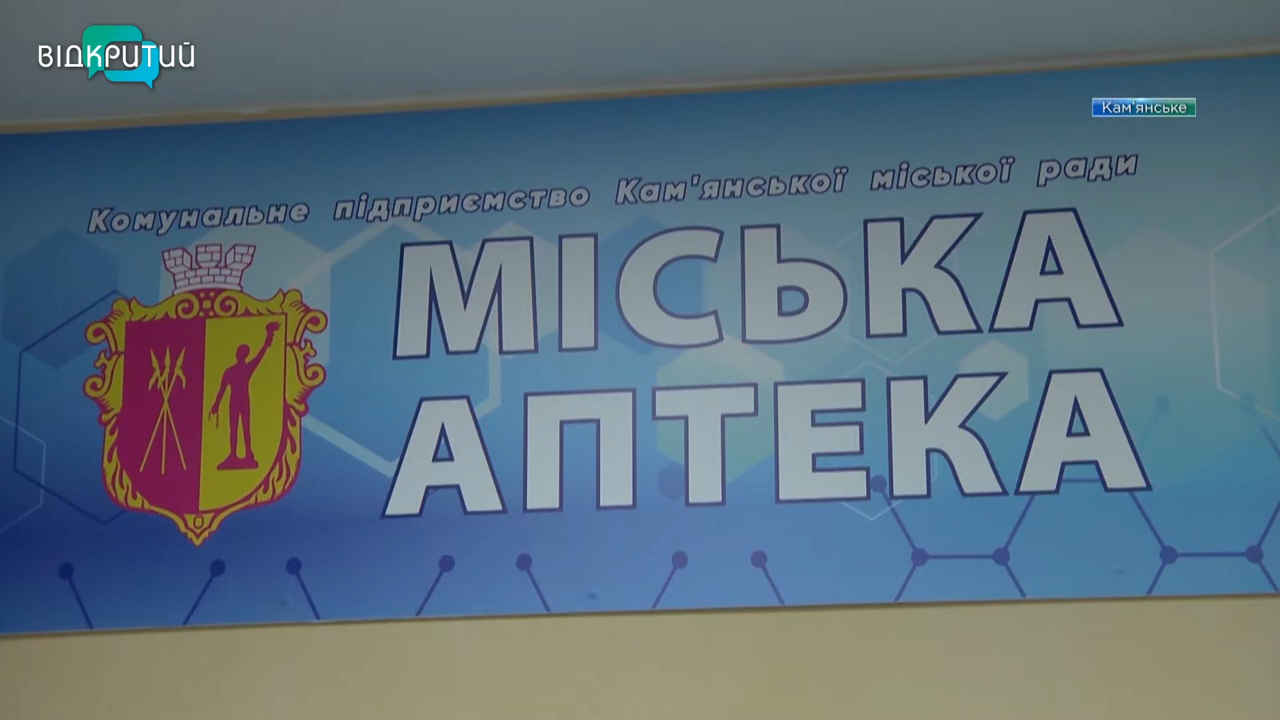 ВІДКРИТИЙ
Кам'янське
Комунальне підприємство Кам'янської міської ради
МІСЬКА
АПТЕКА